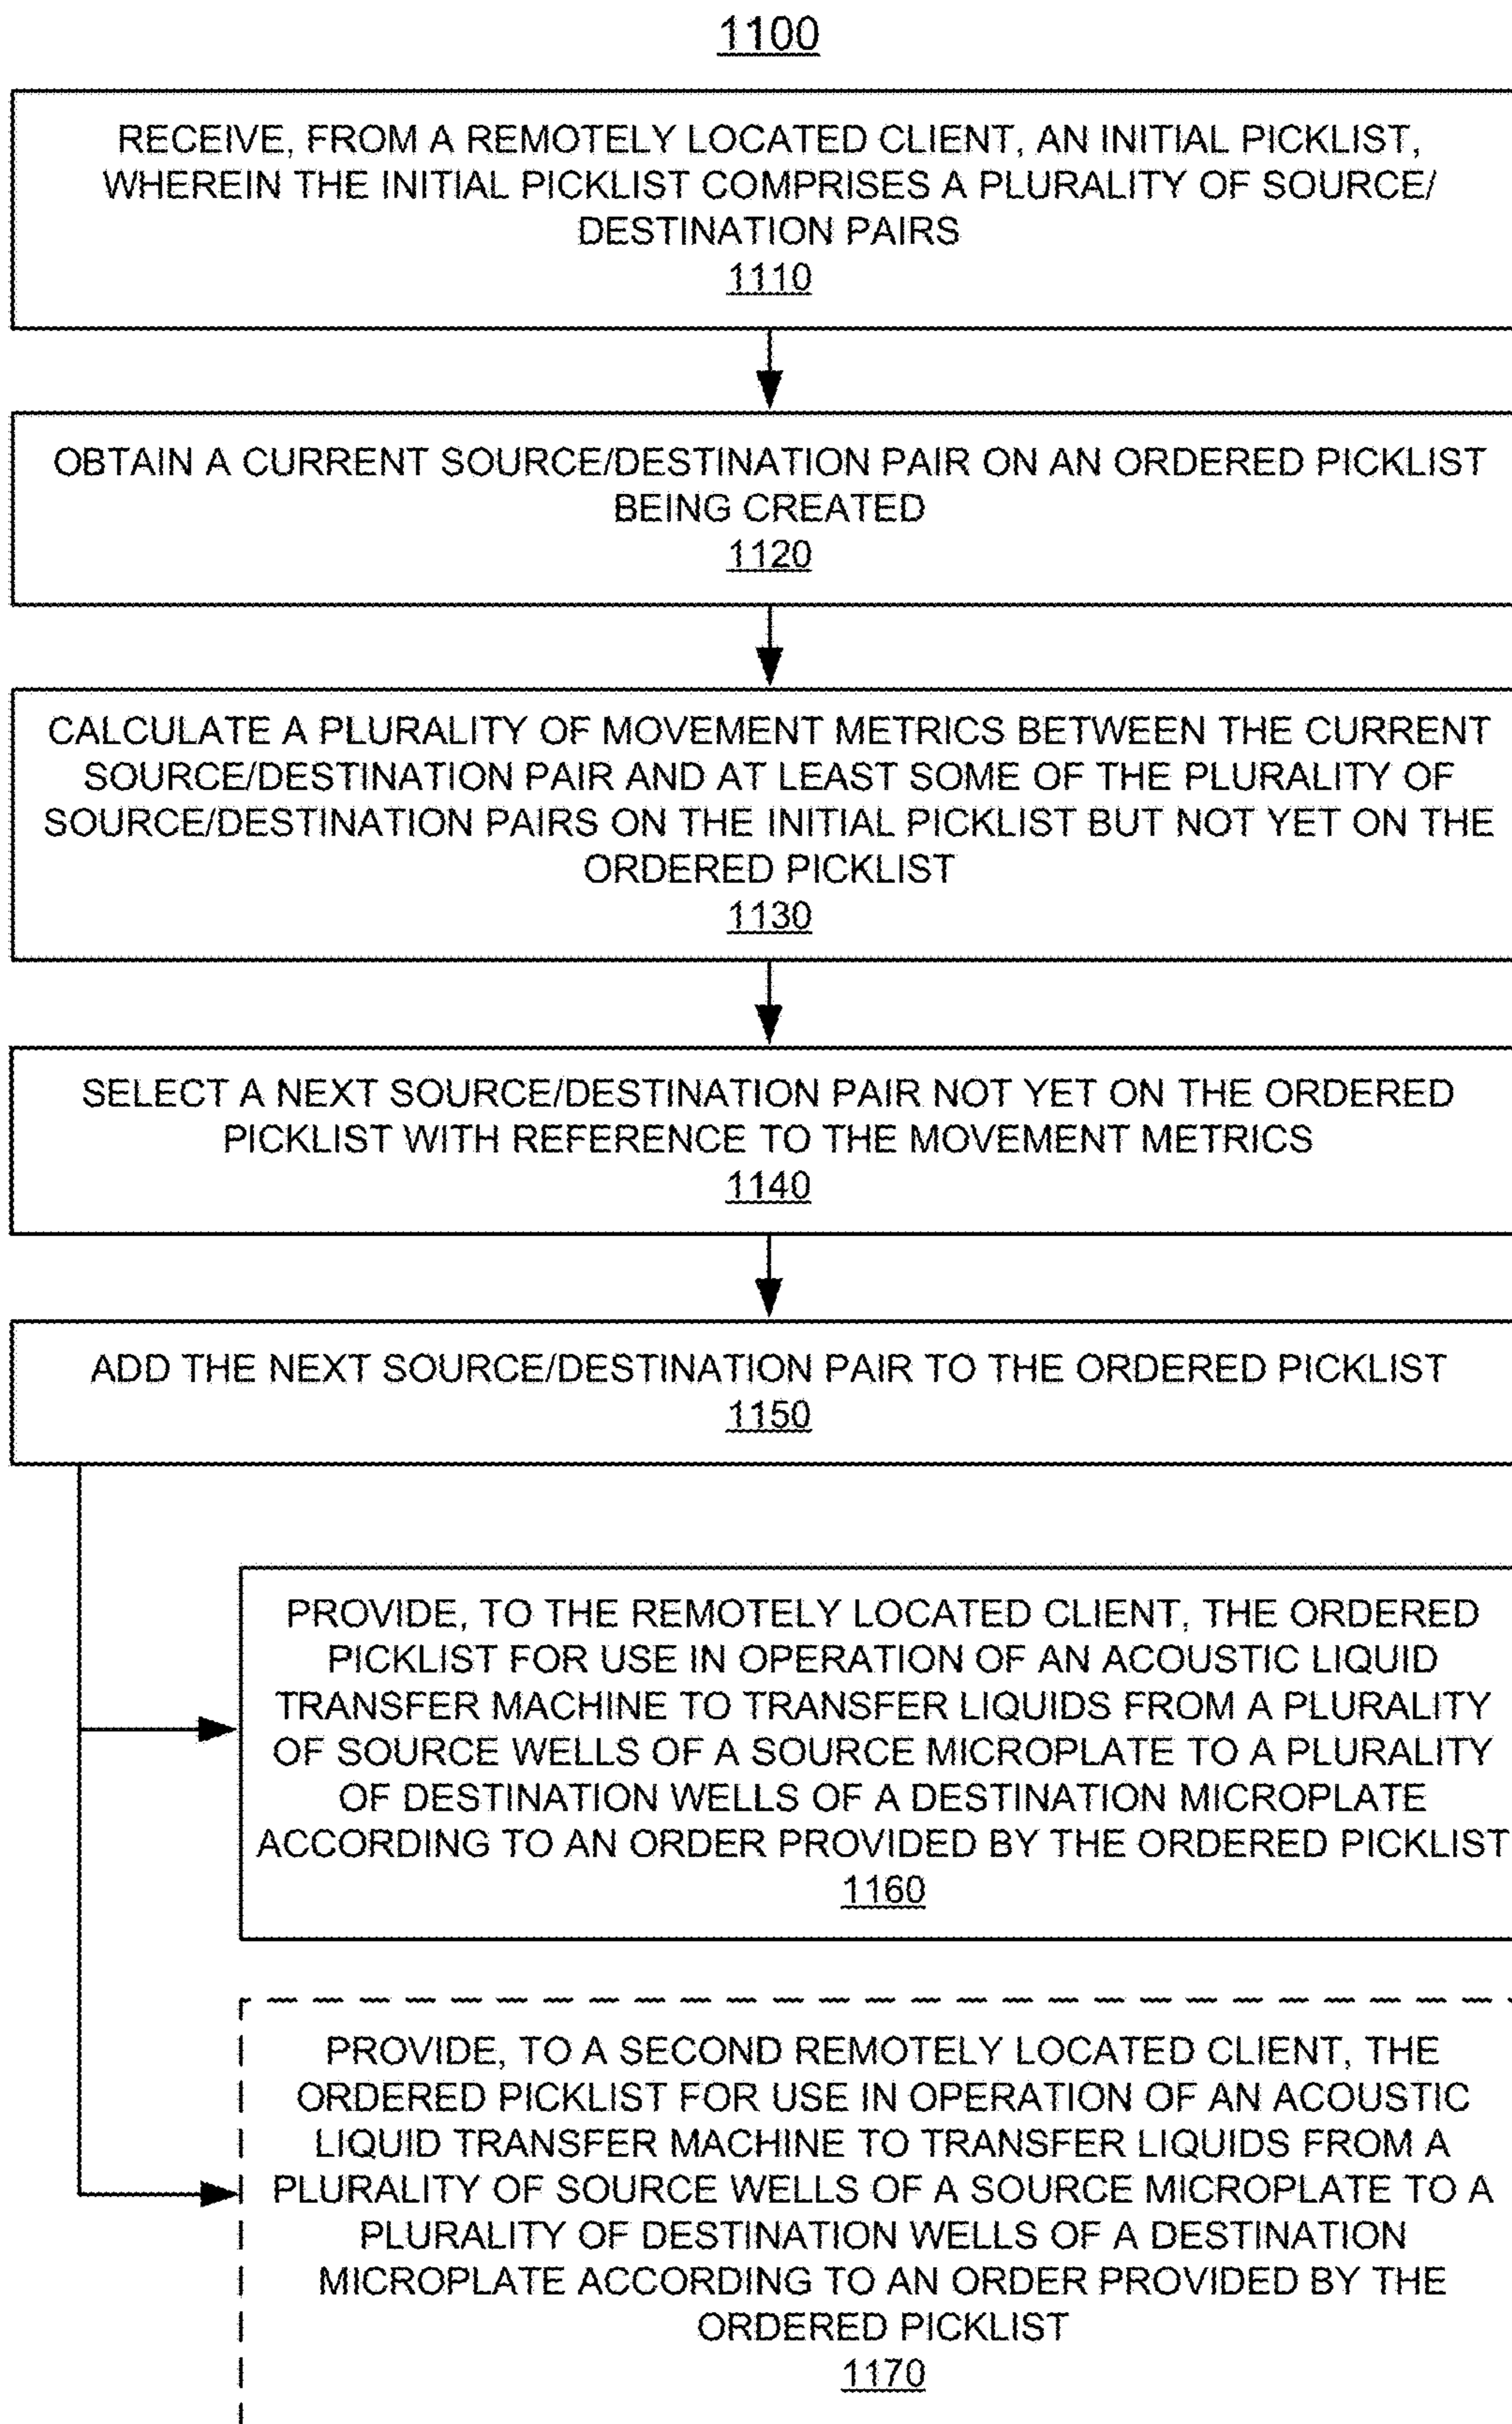 1100
RECEIVE, FROM A REMOTELY LOCATED CLIENT, AN INITIAL PICKLIST,
WHEREIN THE INITIAL PICKLIST COMPRISES A PLURALITY OF SOURCE/
DESTINATION PAIRS
1110
OBTAIN A CURRENT SOURCE/DESTINATION PAIR ON AN ORDERED PICKLIST
BEING CREATED
1120
CALCULATE A PLURALITY OF MOVEMENT METRICS BETWEEN THE CURRENT
SOURCE/DESTINATION PAIR AND AT LEAST SOME OF THE PLURALITY OF
SOURCE/DESTINATION PAIRS ON THE INITIAL PICKLIST BUT NOT YET ON THE
ORDERED PICKLIST
1130
SELECT A NEXT SOURCE/DESTINATION PAIR NOT YET ON THE ORDERED
PICKLIST WITH REFERENCE TO THE MOVEMENT METRICS
1140
ADD THE NEXT SOURCE/DESTINATION PAIR TO THE ORDERED PICKLIST
1150
PROVIDE, TO THE REMOTELY LOCATED CLIENT, THE ORDERED
PICKLIST FOR USE IN OPERATION OF AN ACOUSTIC LIQUID
TRANSFER MACHINE TO TRANSFER LIQUIDS FROM A PLURALITY
OF SOURCE WELLS OF A SOURCE MICROPLATE TO A PLURALITY
OF DESTINATION WELLS OF A DESTINATION MICROPLATE
ACCORDING TO AN ORDER PROVIDED BY THE ORDERED PICKLIST
1160
PROVIDE, TO A SECOND REMOTELY LOCATED CLIENT, THE
ORDERED PICKLIST FOR USE IN OPERATION OF AN ACOUSTIC
LIQUID TRANSFER MACHINE TO TRANSFER LIQUIDS FROM A
PLURALITY OF SOURCE WELLS OF A SOURCE MICROPLATE TO A
PLURALITY OF DESTINATION WELLS OF A DESTINATION
MICROPLATE ACCORDING TO AN ORDER PROVIDED BY THE
ORDERED PICKLIST
1170